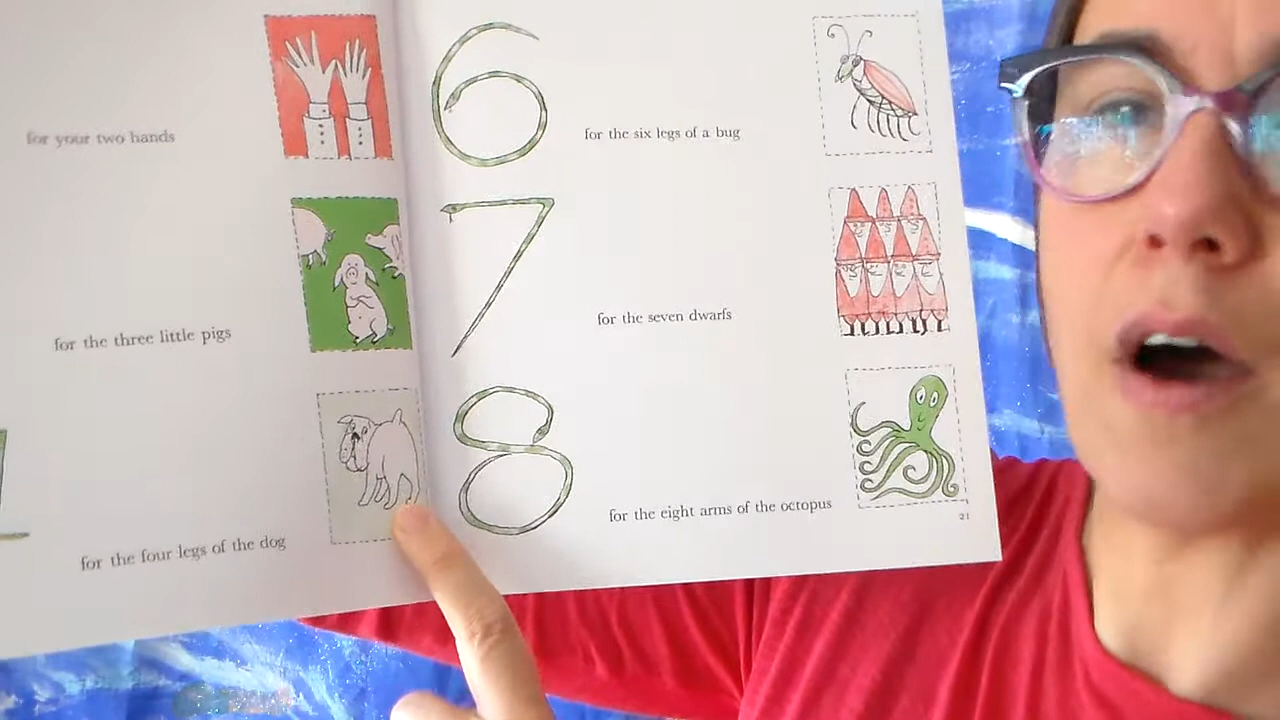 for your two hands
for the three little pigs
for the four legs of the dog
6
for the six legs of a bug
7
for the seven dwarfs
8
for the eight arms of the octopus
21